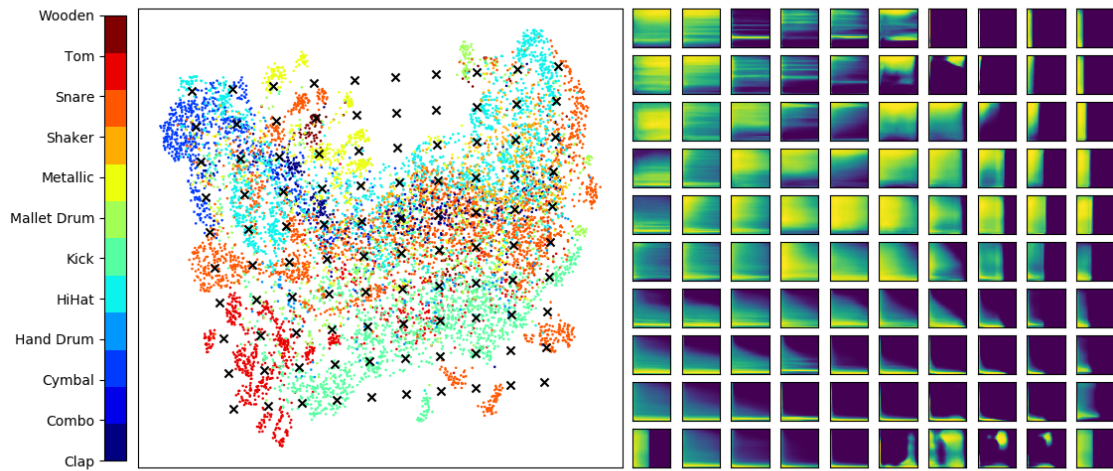 Wooden
Tom
Snare
Shaker
Metallic
Mallet Drum
Kick
HiHat
Hand Drum
Cymbal
Combo
Clap